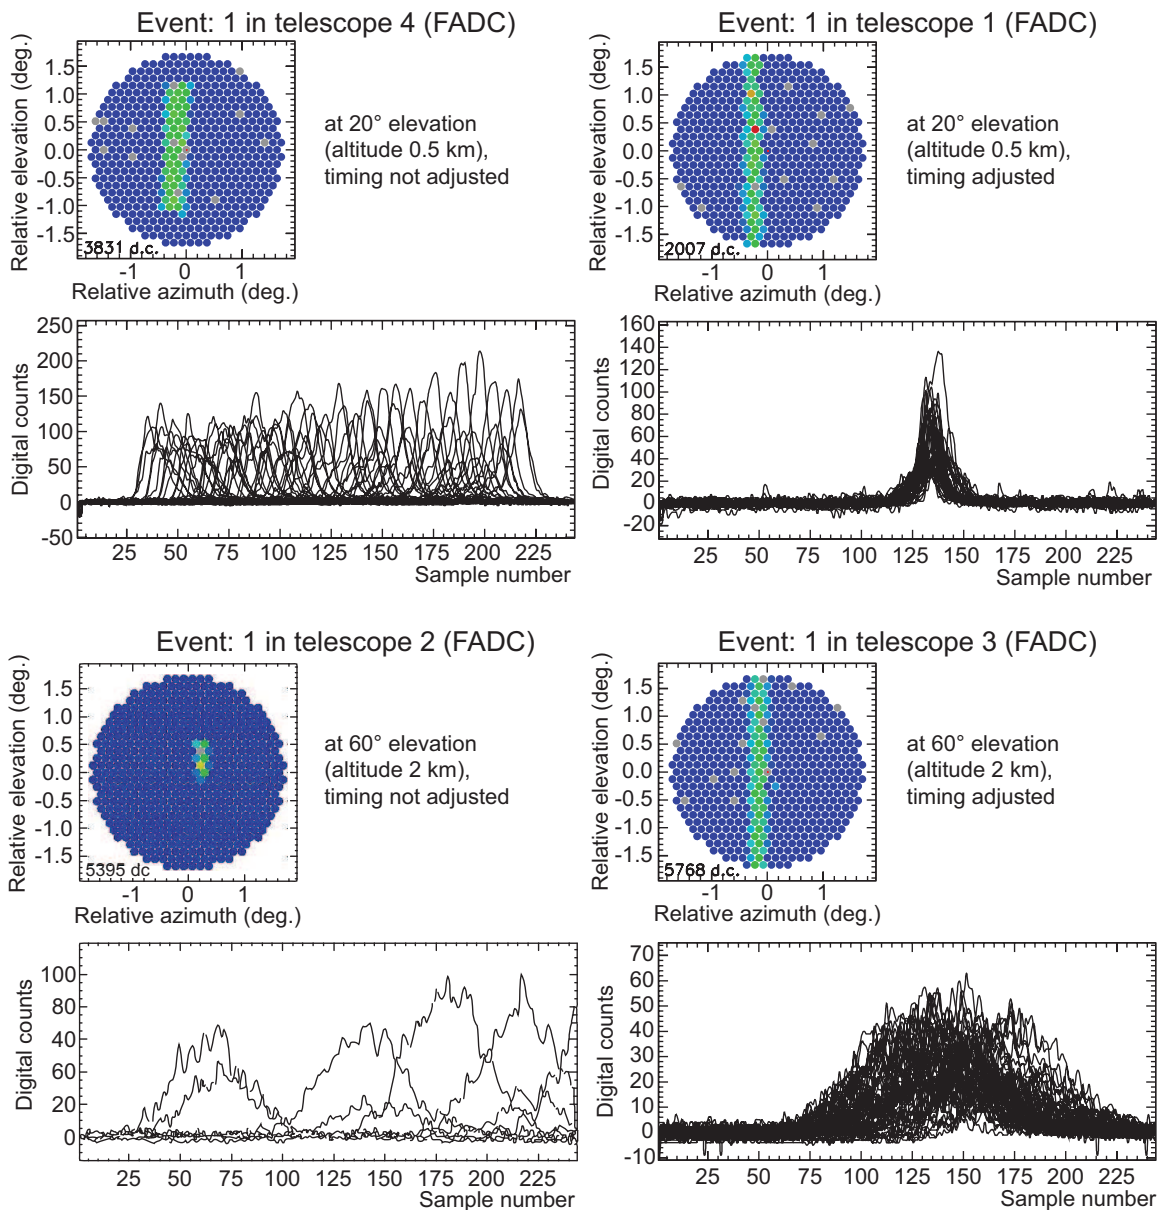 Event: 1 in telescope 4 (FADC)
Relative elevation (deg.)
1.5
1.0
0.5
0.0
-0.5
-1.0
-1.5
3831 d.c.
-1 0 1
Relative azimuth (deg.)
at 20° elevation
(altitude 0.5 km),
timing not adjusted
Digital counts
250
200
150
100
50
0
-50
25 50 75 100 125 150 175 200 225
Sample number
Event: 1 in telescope 1 (FADC)
Relative elevation (deg.)
1.5
1.0
0.5
0.0
-0.5
-1.0
-1.5
2007 d.c.
-1 0 1
Relative azimuth (deg.)
at 20° elevation
(altitude 0.5 km),
timing adjusted
Digital counts
160
140
120
100
80
60
40
20
0
-20
25 50 75 100 125 150 175 200 225
Sample number
Event: 1 in telescope 2 (FADC)
Relative elevation (deg.)
1.5
1.0
0.5
0.0
-0.5
-1.0
-1.5
5395 dc
-1 0 1
Relative azimuth (deg.)
at 60° elevation
(altitude 2 km),
timing not adjusted
Digital counts
100
80
40
60
20
0
25 50 75 100 125 150 175 200 225
Sample number
Event: 1 in telescope 3 (FADC)
Relative elevation (deg.)
1.5
1.0
0.5
0.0
-0.5
-1.0
-1.5
5768 d.c.
-1 0 1
Relative azimuth (deg.)
at 60° elevation
(altitude 2 km),
timing adjusted
Digital counts
70
60
50
40
30
20
10
0
-10
25 50 75 100 125 150 175 200 225
Sample number